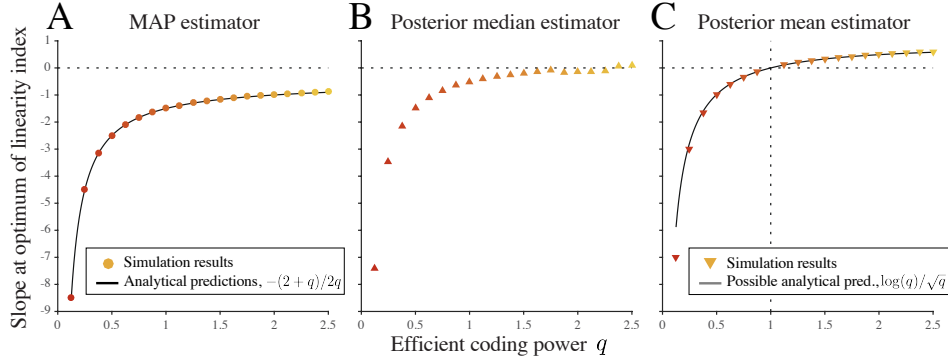 A MAP estimator
B Posterior median estimator
C Posterior mean estimator
Slope at optimum of linearity index
1
0
-1
-2
-3
-4
-5
-6
-7
-8
-9
Simulation results
Analytical predictions, −(2 + q)/2q
Simulation results
Possible analytical pred., log(q)/√q
0 0.5 1 1.5 2 2.5
0 0.5 1 1.5 2 2.5
0 0.5 1 1.5 2 2.5
Efficient coding power q